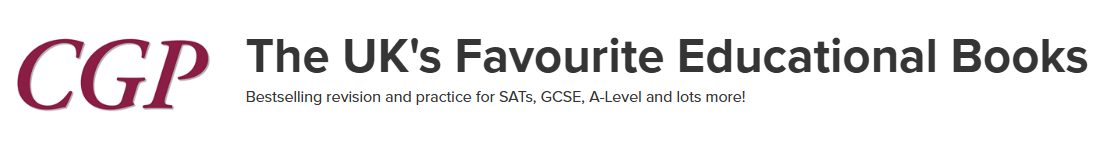 CGP
The UK's Favourite Educational Books
Bestselling revision and practice for SATs, GCSE, A-Level and lots more!